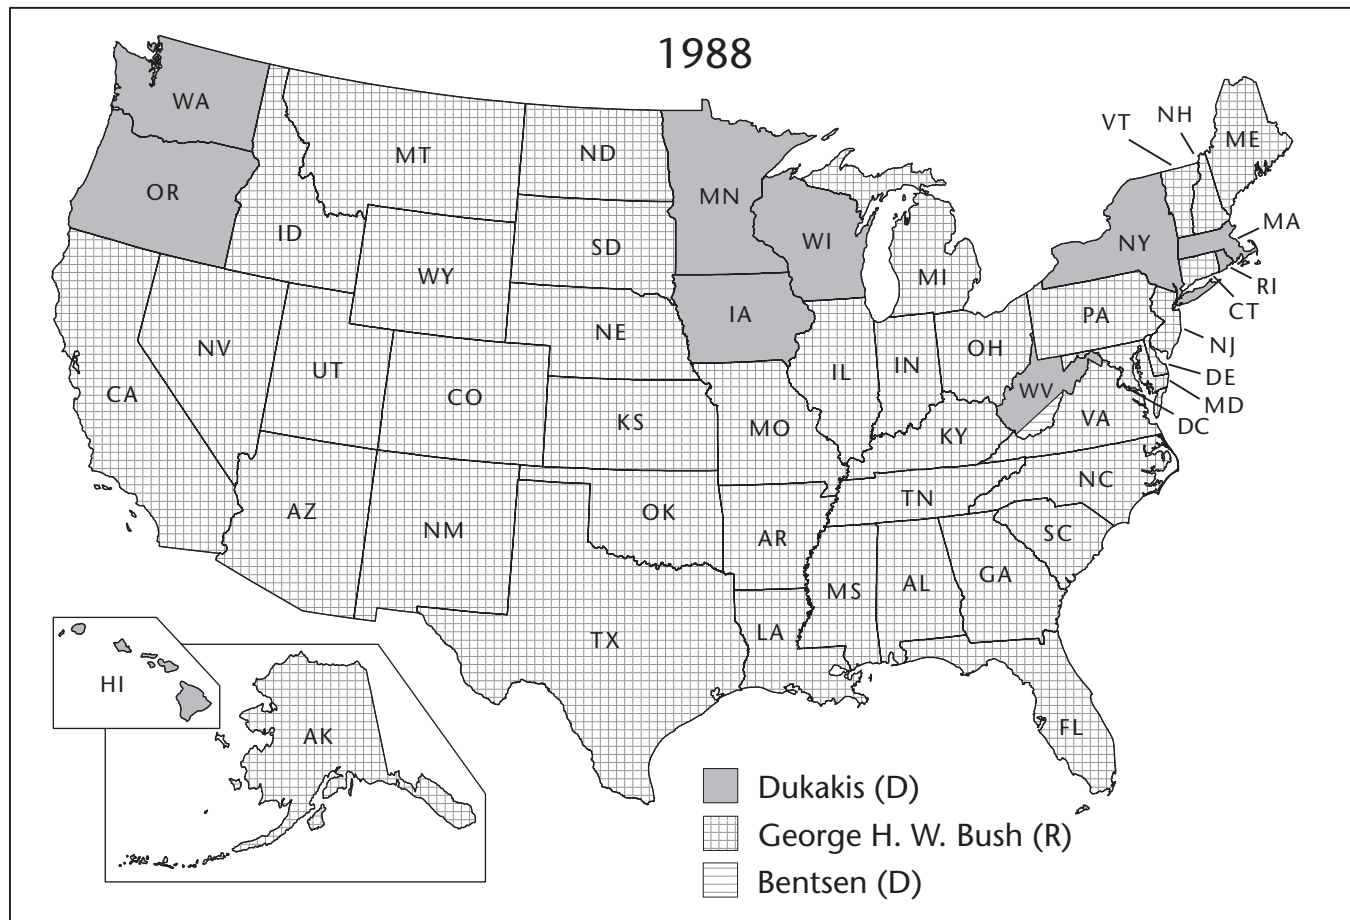 1988
WA
OR
CA
ID
NV
MT
WY
UT
AZ
CO
NM
ND
SD
NE
KS
OK
TX
MN
IA
MO
AR
LA
WI
IL
MI
IN
OH
KY
TN
MS
AL
GA
FL
SC
NC
VA
WV
PA
NY
VT
NH
ME
MA
RI
CT
NJ
DE
MD
DC
HI
AK
Dukakis (D)
George H. W. Bush (R)
Bentsen (D)